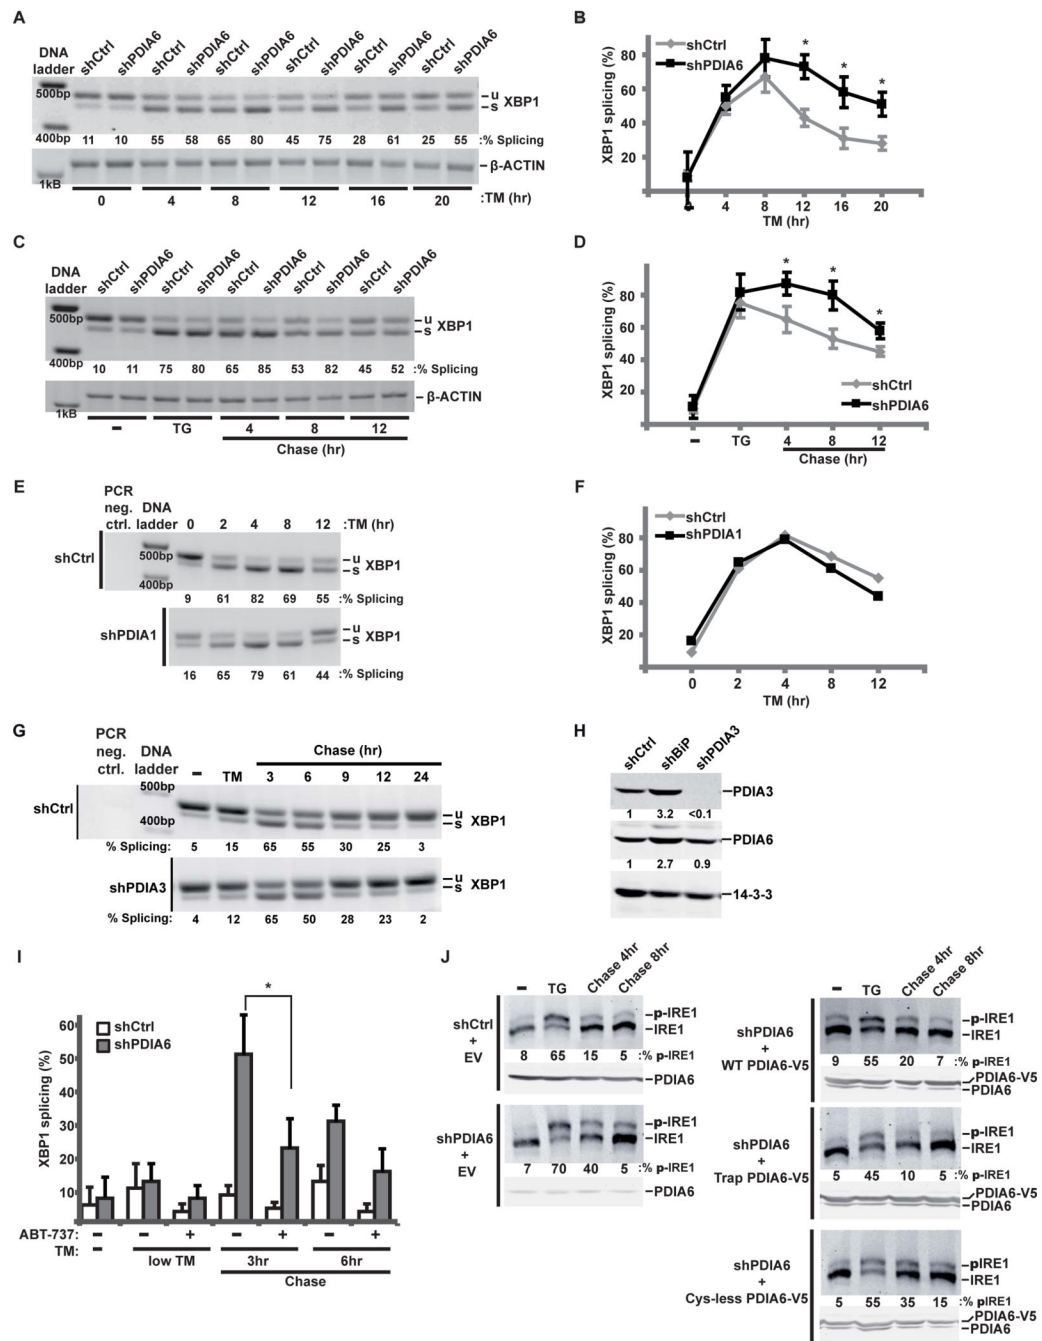 A
DNA ladder
shCtrl shPDIA6 shCtrl shPDIA6 shCtrl shPDIA6 shCtrl shPDIA6 shCtrl shPDIA6 shCtrl shPDIA6
500bp
400bp
u
s
XBP1
11 10 55 58 65 80 45 75 28 61 25 55 :% Splicing
1kB
β-ACTIN
0 4 8 12 16 20 :TM (hr)
B
XBP1 splicing (%)
80
60
40
20
shCtrl
shPDIA6
* * *
4 8 12 16 20
TM (hr)
C
DNA ladder
shCtrl shPDIA6 shCtrl shPDIA6 shCtrl shPDIA6 shCtrl shPDIA6 shCtrl shPDIA6
500bp
400bp
u
s
XBP1
10 11 75 80 65 85 53 82 45 52 :% Splicing
1kB
β-ACTIN
– TG 4 8 12
Chase (hr)
D
XBP1 splicing (%)
80
60
40
20
* * *
shCtrl
shPDIA6
– TG 4 8 12
Chase (hr)
E
PCR neg. ctrl.
DNA ladder
0 2 4 8 12 :TM (hr)
shCtrl
500bp
400bp
u
s
XBP1
9 61 82 69 55 :% Splicing
shPDIA1
u
s
XBP1
16 65 79 61 44 :% Splicing
F
XBP1 splicing (%)
80
60
40
20
shCtrl
shPDIA1
0 2 4 8 12
TM (hr)
G
PCR neg. ctrl.
DNA ladder
Chase (hr)
– TM 3 6 9 12 24
shCtrl
500bp
400bp
u
s
XBP1
% Splicing: 5 15 65 55 30 25 3
shPDIA3
u
s
XBP1
% Splicing: 4 12 65 50 28 23 2
H
shCtrl shBiP shPDIA3
PDIA3
1 3.2 <0.1
PDIA6
1 2.7 0.9
14-3-3
I
XBP1 splicing (%)
60
50
40
30
20
10
shCtrl
shPDIA6
*
ABT-737: – – + – + – +
TM: – low TM 3hr 6hr
Chase
J
– TG Chase 4hr Chase 8hr
shCtrl + EV
p-IRE1
IRE1
8 65 15 5 :% p-IRE1
PDIA6
shPDIA6 + EV
p-IRE1
IRE1
7 70 40 5 :% p-IRE1
PDIA6
– TG Chase 4hr Chase 8hr
shPDIA6 + WT PDIA6-V5
p-IRE1
IRE1
9 55 20 7 :% p-IRE1
PDIA6-V5
PDIA6
shPDIA6 + Trap PDIA6-V5
p-IRE1
IRE1
5 45 10 5 :% p-IRE1
PDIA6-V5
PDIA6
shPDIA6 + Cys-less PDIA6-V5
pIRE1
IRE1
5 55 35 15 :% pIRE1
PDIA6-V5
PDIA6